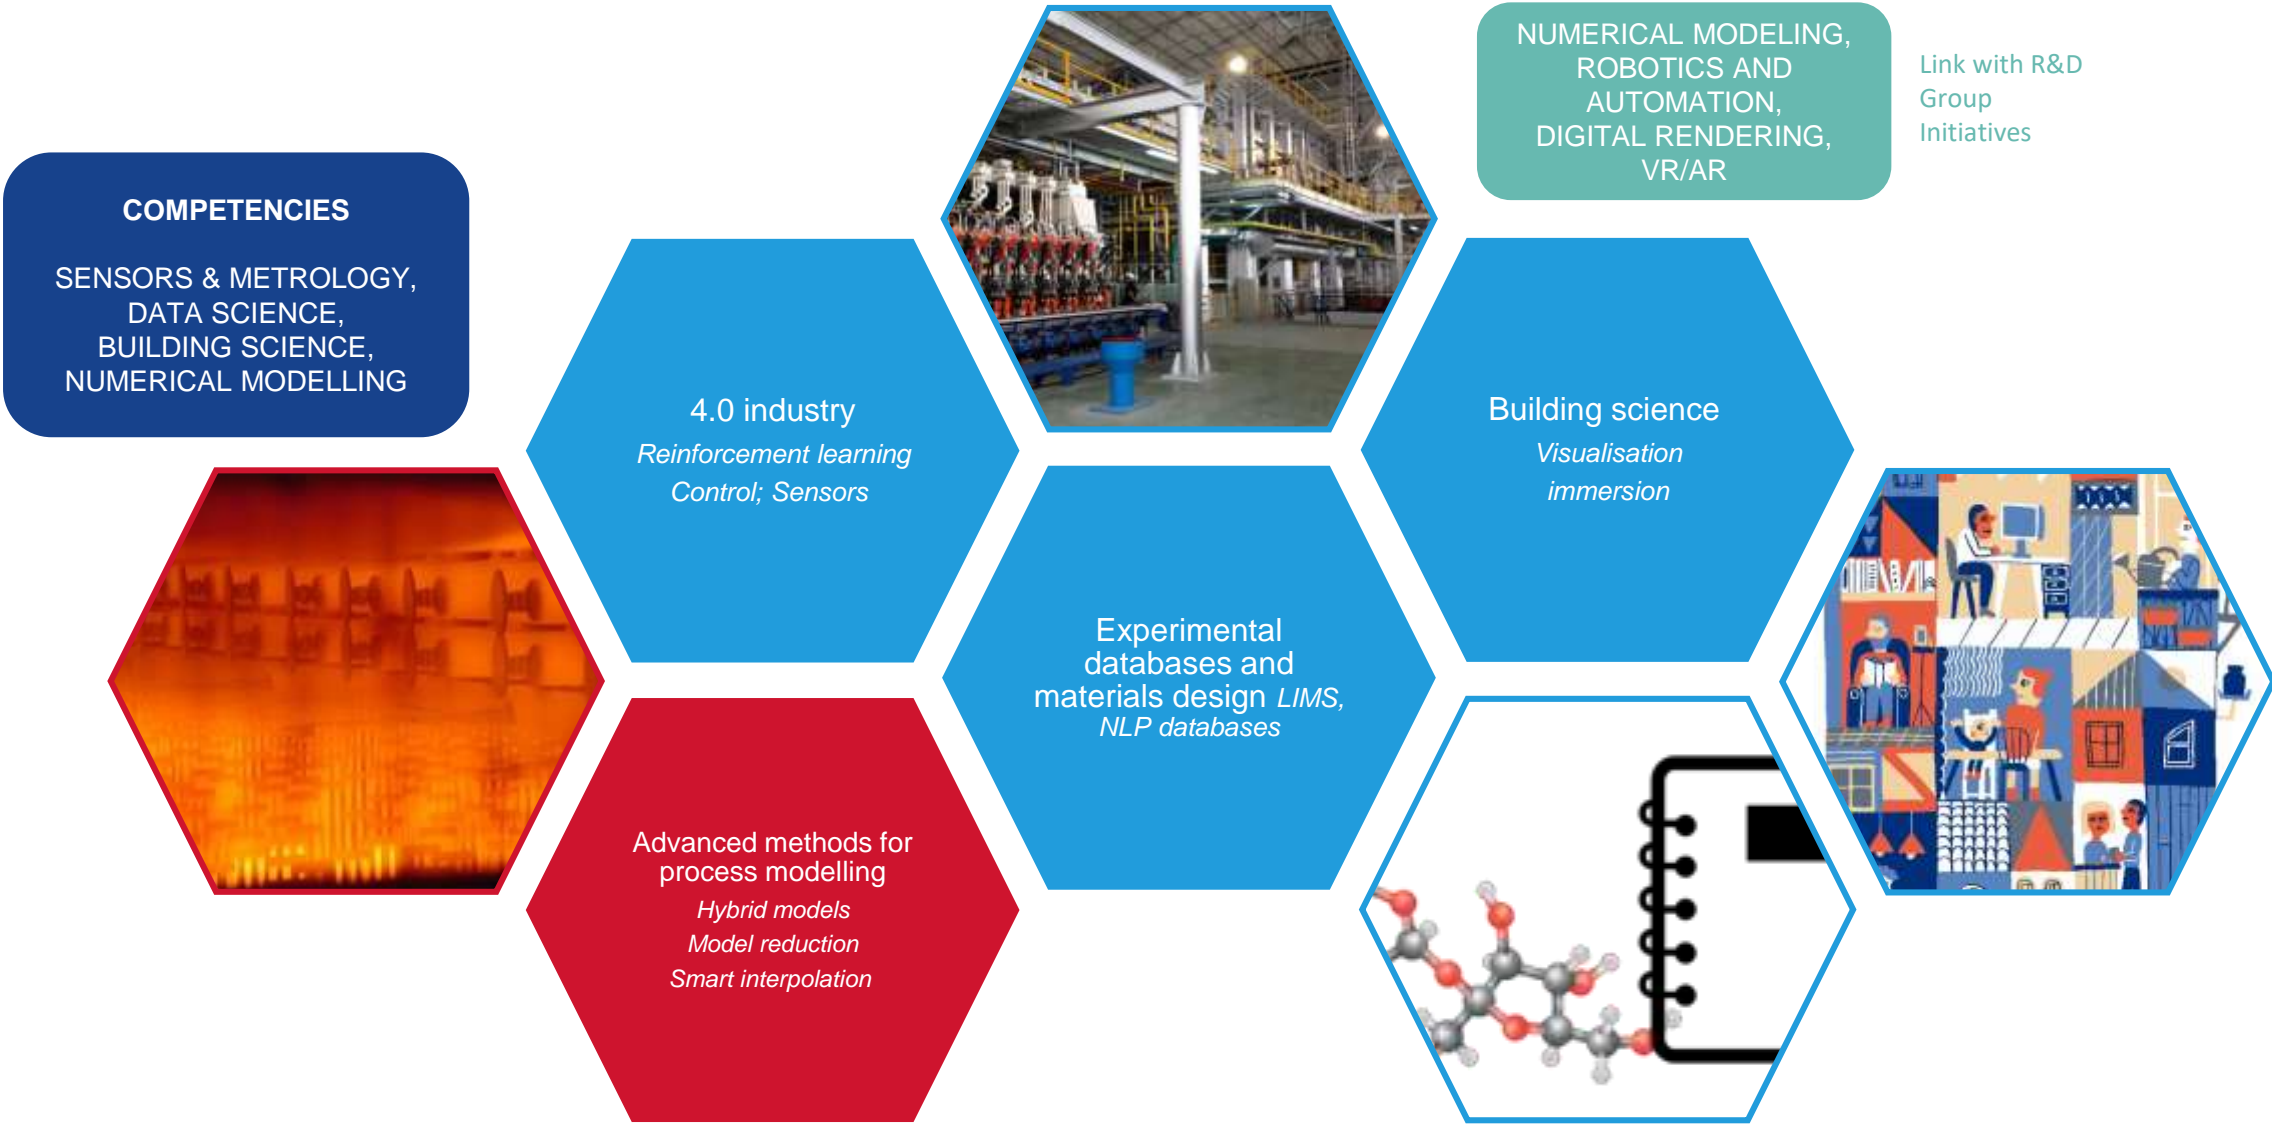 NUMERICAL MODELING,
ROBOTICS AND
AUTOMATION,
DIGITAL RENDERING,
VR/AR
Link with R&D
Group
Initiatives
COMPETENCIES
SENSORS & METROLOGY,
DATA SCIENCE,
BUILDING SCIENCE,
NUMERICAL MODELLING
4.0 industry
Reinforcement learning
Control; Sensors
Building science
Visualisation
immersion
Experimental
databases and
materials design LIMS,
NLP databases
Advanced methods for
process modelling
Hybrid models
Model reduction
Smart interpolation